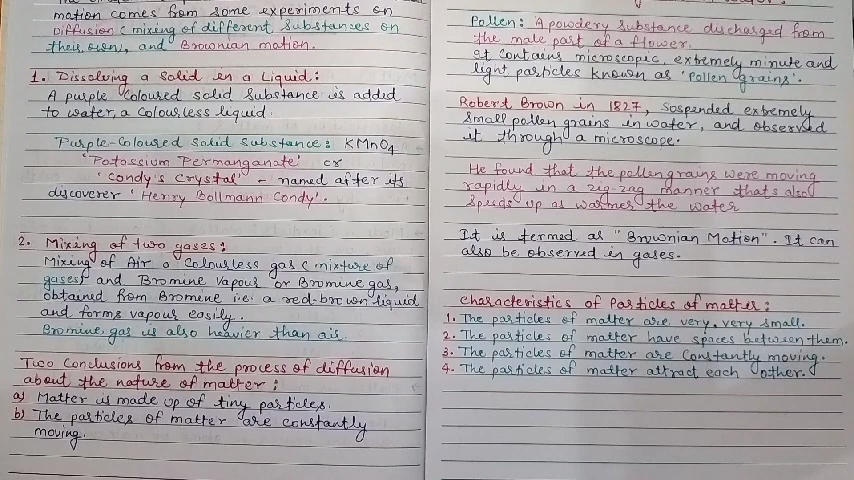 mation comes from some experiments on
Diffusion (mixing of different substances on
their own), and Brownian motion.
1. Dissolving a Solid in a Liquid:
A purple coloured solid substance is added
to water, a colourless liquid.
Purple-Coloured Solid Substance: KMnO4
'Potossium Permanganate' or
'Condy's Crystal' - named after its
discoverer 'Henry Bollmann Condy'.
2. Mixing of two gases:
Mixing of Air a Colourless gas (mixture of
gases) and Bromine Vapour or Bromine gas,
obtained from Bromine i.e. a red-brown liquid
and forms vapour easily.
Bromine gas is also heavier than air.
Two Conclusions from the process of diffusion
about the nature of matter:
a) Matter is made up of tiny particles.
b) The particles of matter are constantly
moving.
Pollen: A powdery substance discharged from
the male part of a flower.
It contains microscopic, extremely minute and
light particles known as 'Pollen grains'.
Robert Brown in 1827, suspended extremely
small pollen grains in water, and observed
it through a microscope.
He found that the pollen grains were moving
rapidly in a zig-zag manner that's also
speeds up as warmer the water
It is termed as "Brownian Motion". It can
also be observed in gases.
Characteristics of Particles of matter:
1. The particles of matter are very, very small.
2. The particles of matter have spaces between them.
3. The particles of matter are constantly moving.
4. The particles of matter attract each other.